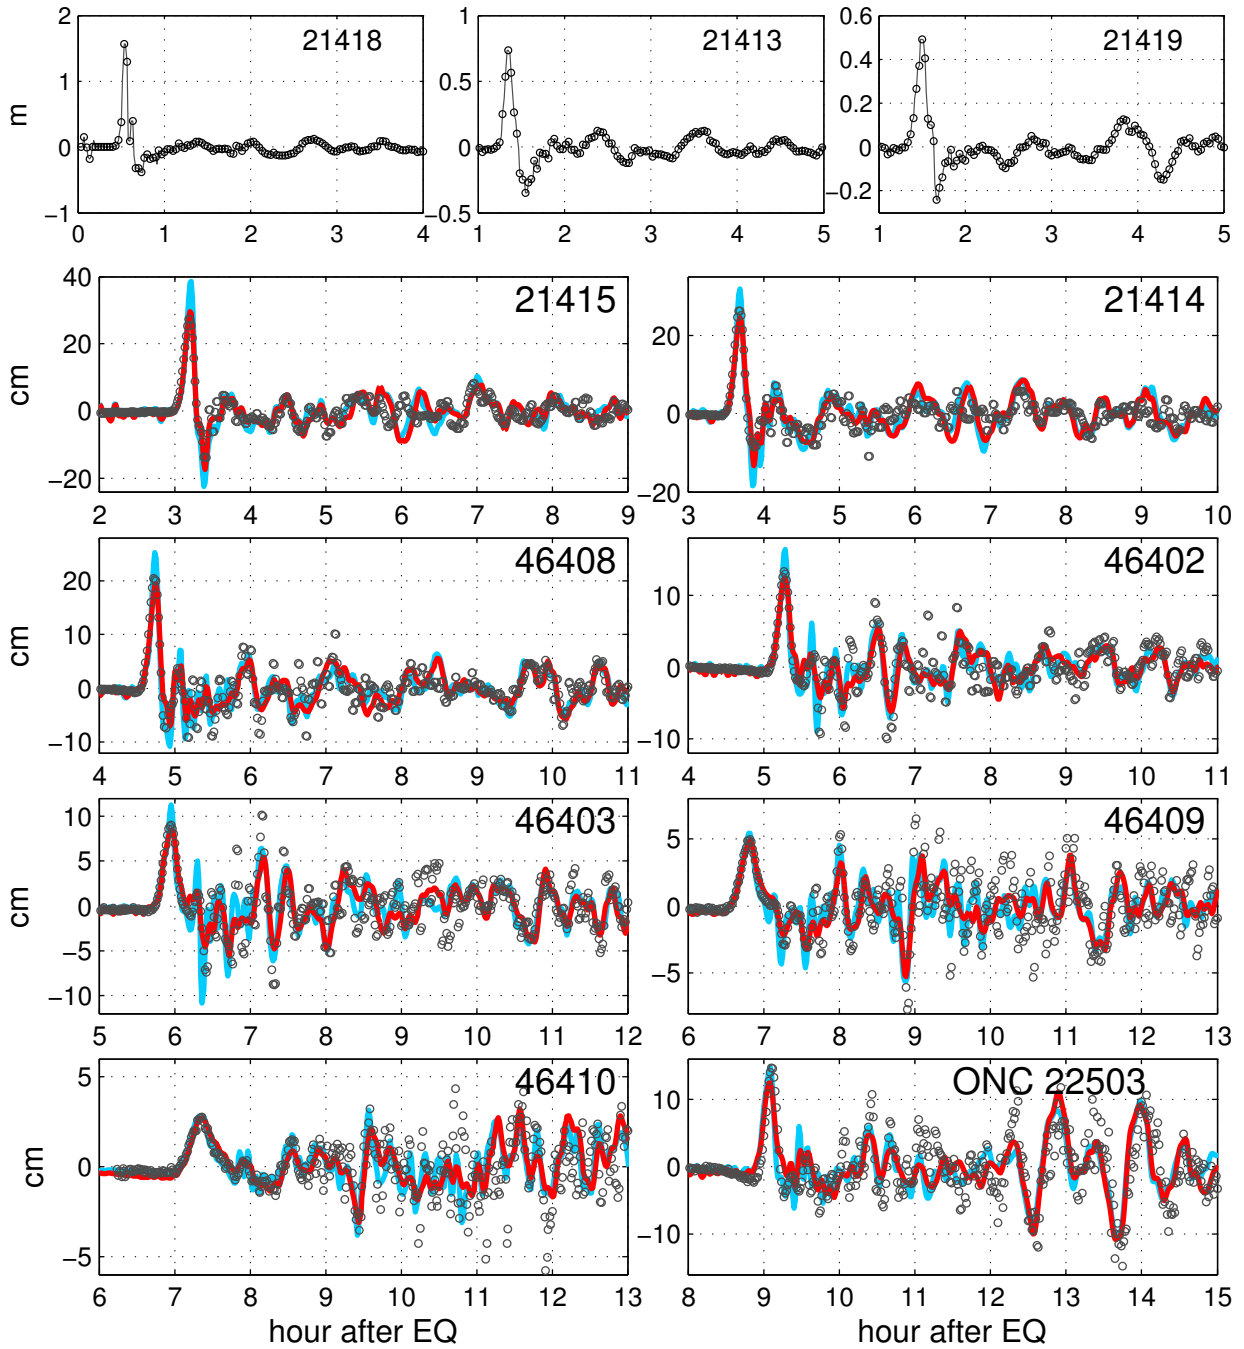 2
1
0
−1
m
21418
0 1 2 3 4
1
0.5
0
−0.5
21413
1 2 3 4 5
0.6
0.4
0.2
0
−0.2
21419
1 2 3 4 5
40
20
0
−20
cm
21415
2 3 4 5 6 7 8 9
20
0
−20
21414
3 4 5 6 7 8 9 10
20
10
0
−10
cm
46408
4 5 6 7 8 9 10 11
10
0
−10
46402
4 5 6 7 8 9 10 11
10
5
0
−5
−10
cm
46403
5 6 7 8 9 10 11 12
5
0
−5
46409
6 7 8 9 10 11 12 13
5
0
−5
cm
46410
6 7 8 9 10 11 12 13
hour after EQ
10
0
−10
ONC 22503
8 9 10 11 12 13 14 15
hour after EQ